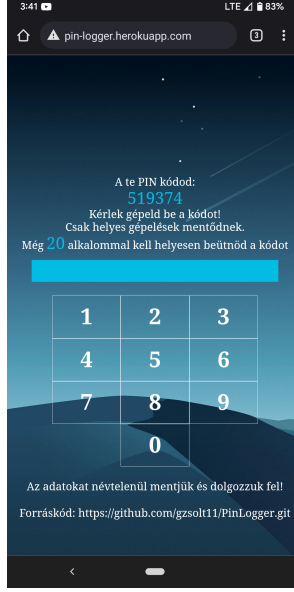 3:41
LTE 83%
pin-logger.herokuapp.com
3
A te PIN kódod:
519374
Kérlek gépeld be a kódot!
Csak helyes gépelések mentődnek.
Még 20 alkalommal kell helyesen beütnöd a kódot
1 2 3
4 5 6
7 8 9
0
Az adatokat névtelenül mentjük és dolgozzuk fel!
Forráskód: https://github.com/gzsolt11/PinLogger.git